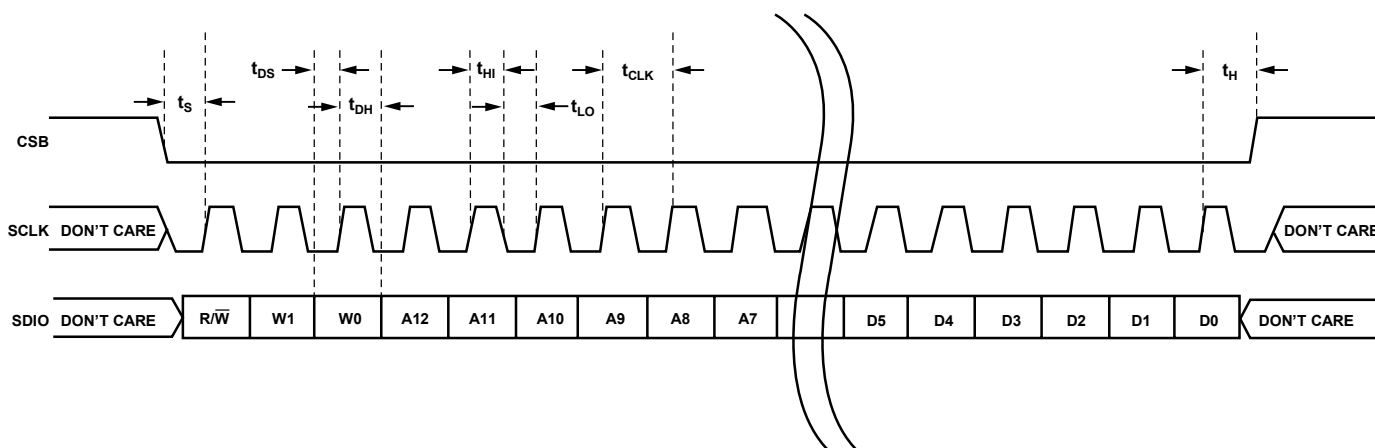 tDS
tHI
tCLK
tH
tS
tDH
tLO
CSB
SCLK DON'T CARE DON'T CARE
SDIO DON'T CARE R/W̅ W1 W0 A12 A11 A10 A9 A8 A7 D5 D4 D3 D2 D1 D0 DON'T CARE